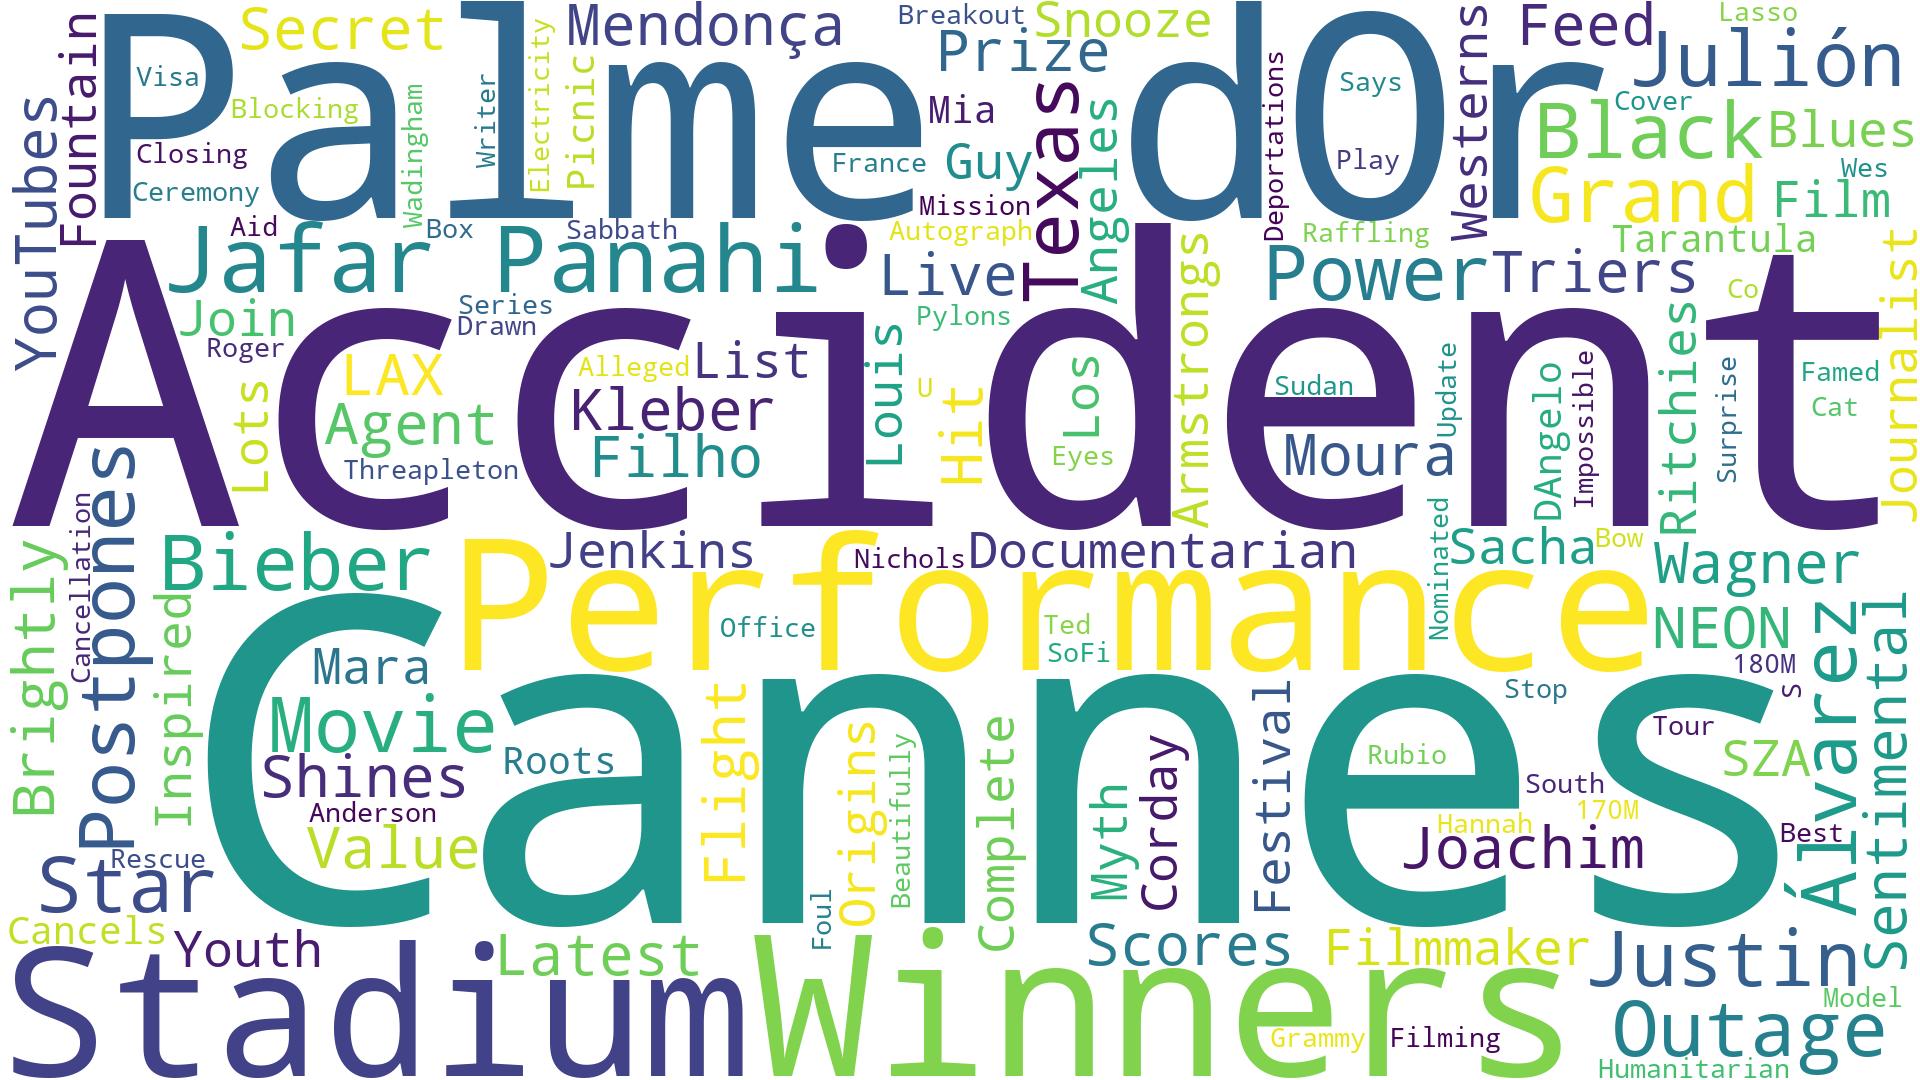 Palme
dOr
Accident
Cannes
Performance
Stadium
Winners
Fountain
Secret
Visa
Blocking
Closing
Ceremony
Wadingham
Writer
Electricity
Picnic
Mendonça
Breakout
Snooze
Prize
Mia
France
Guy
Mission
Autograph
Texas
Angeles
Deportations
Says
Play
Westerns
Feed
Lasso
Julión
Cover
Black
Blues
Wes
Grand
Film
Raffling
Tarantula
YouTubes
Aid
Box
Sabbath
Jafar
Panahi
Live
Power
Triers
Armstrongs
Co
Journalist
Join
Series
Drawn
Roger
Pylons
Lots
LAX
Alleged
List
Louis
U
Hit
Los
Sudan
Update
DAngelo
Impossible
Ritchies
Surprise
Famed
Cat
Agent
Kleber
Filho
Threapleton
Eyes
Moura
Postpones
Cancellation
Bieber
Jenkins
Nichols
Documentarian
Nominated
Sacha
Bow
Wagner
Brightly
Inspired
Office
Ted
SoFi
NEON
180M
S
Álvarez
Sentimental
Mara
Movie
Shines
Roots
Anderson
Value
Flight
Origins
Beautifully
Complete
Myth
Corday
Festival
Stop
Rubio
South
Tour
SZA
170M
Hannah
Joachim
Best
Rescue
Star
Cancels
Youth
Latest
Foul
Scores
Filmmaker
Justin
Model
Outage
Grammy
Filming
Humanitarian